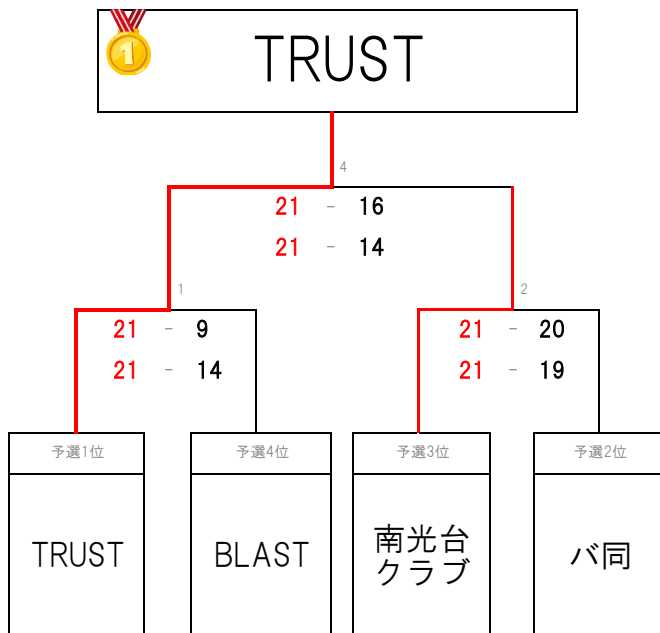 1
TRUST
4
21 - 16
21 - 14
1
2
21 - 9
21 - 20
21 - 14
21 - 19
予選1位
予選4位
予選3位
予選2位
TRUST
BLAST
南光台
クラブ
バ同